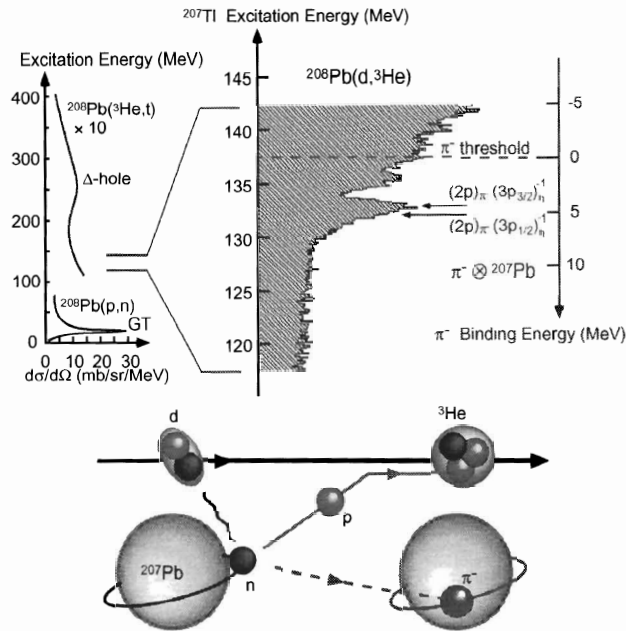 ²⁰⁷Tl Excitation Energy (MeV)
Excitation Energy (MeV)
400
300
200
100
0
²⁰⁸Pb(³He,t)
× 10
Δ-hole
²⁰⁸Pb(p,n)
GT
0 10 20 30
dσ/dΩ (mb/sr/MeV)
145
142
137
135
130
125
120
²⁰⁸Pb(d,³He)
π⁻ threshold
(2p)π⁻ (3p3/2)n⁻¹
(2p)π⁻ (3p1/2)n⁻¹
π⁻ ⊗ ²⁰⁷Pb
-5
0
5
10
π⁻ Binding Energy (MeV)
d
³He
p
²⁰⁷Pb
n
π⁻